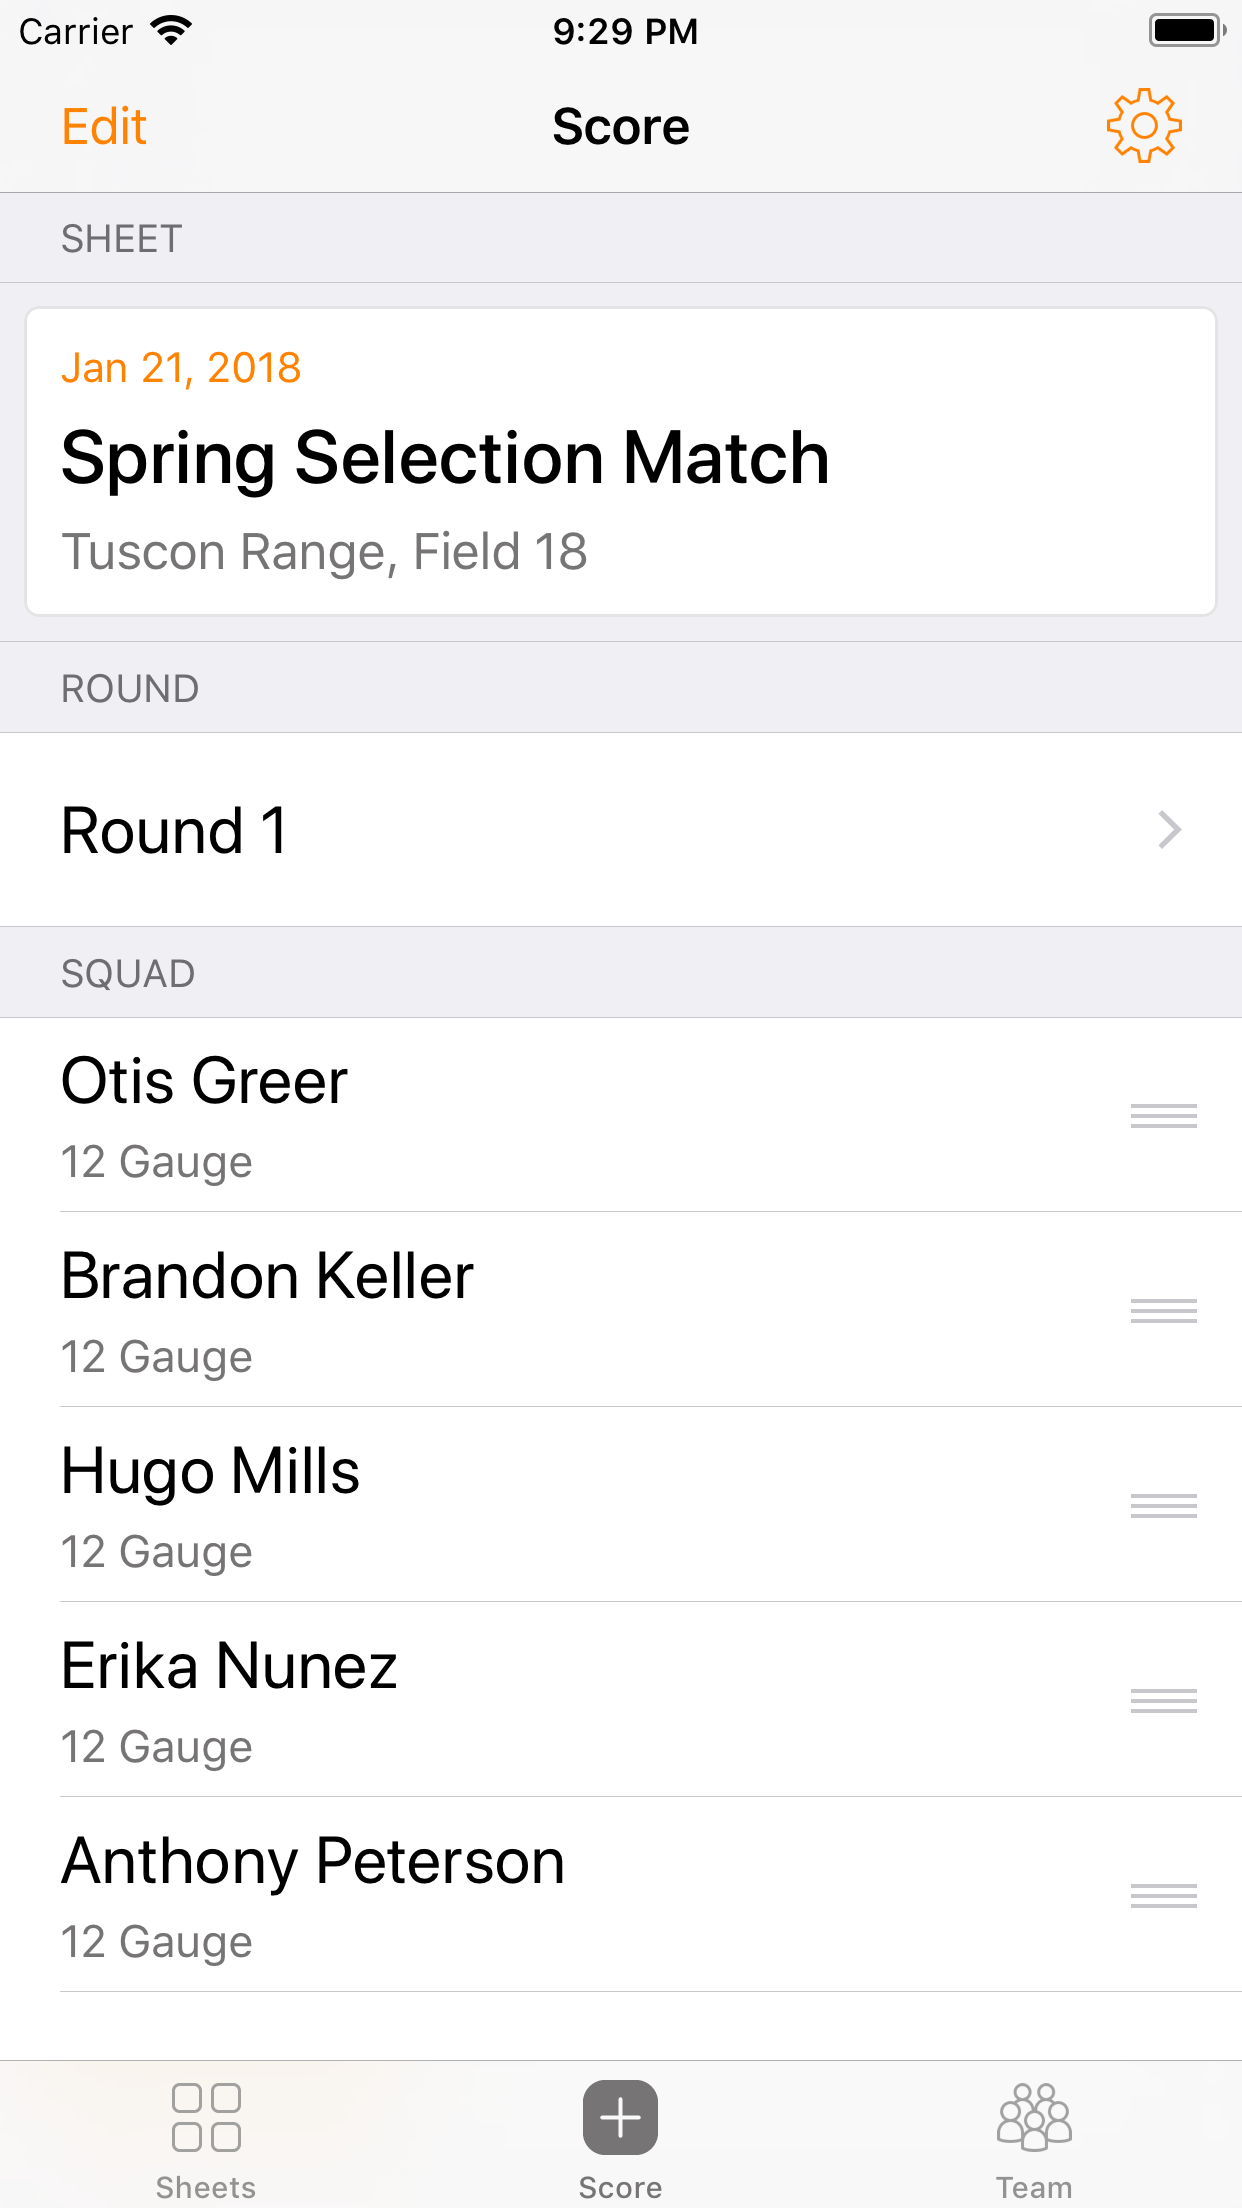 Carrier 9:29 PM
Edit Score
SHEET
Jan 21, 2018
Spring Selection Match
Tuscon Range, Field 18
ROUND
Round 1
SQUAD
Otis Greer
12 Gauge
Brandon Keller
12 Gauge
Hugo Mills
12 Gauge
Erika Nunez
12 Gauge
Anthony Peterson
12 Gauge
Sheets Score Team